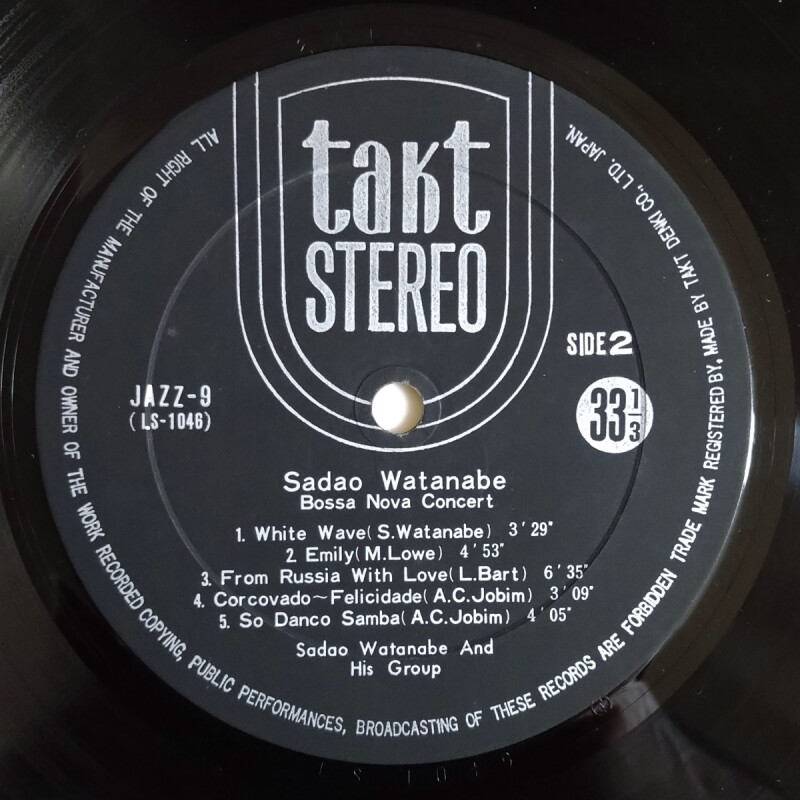 takt
STEREO
SIDE 2
JAZZ-9
(LS-1046)
33 1/3
Sadao Watanabe
Bossa Nova Concert
1. White Wave(S.Watanabe) 3'29"
2. Emily(M.Lowe) 4'53"
3. From Russia With Love(L.Bart) 6'35"
4. Corcovado~Felicidade(A.C.Jobim) 3'09"
5. So Danco Samba(A.C.Jobim) 4'05"
Sadao Watanabe And
His Group
ALL RIGHT OF THE MANUFACTURER AND OWNER OF THE WORK RECORDED COPYING, PUBLIC PERFORMANCES, BROADCASTING OF THESE RECORDS ARE FORBIDDEN TRADE MARK REGISTERED BY, MADE BY TAKT DENKI CO., LTD. JAPAN.